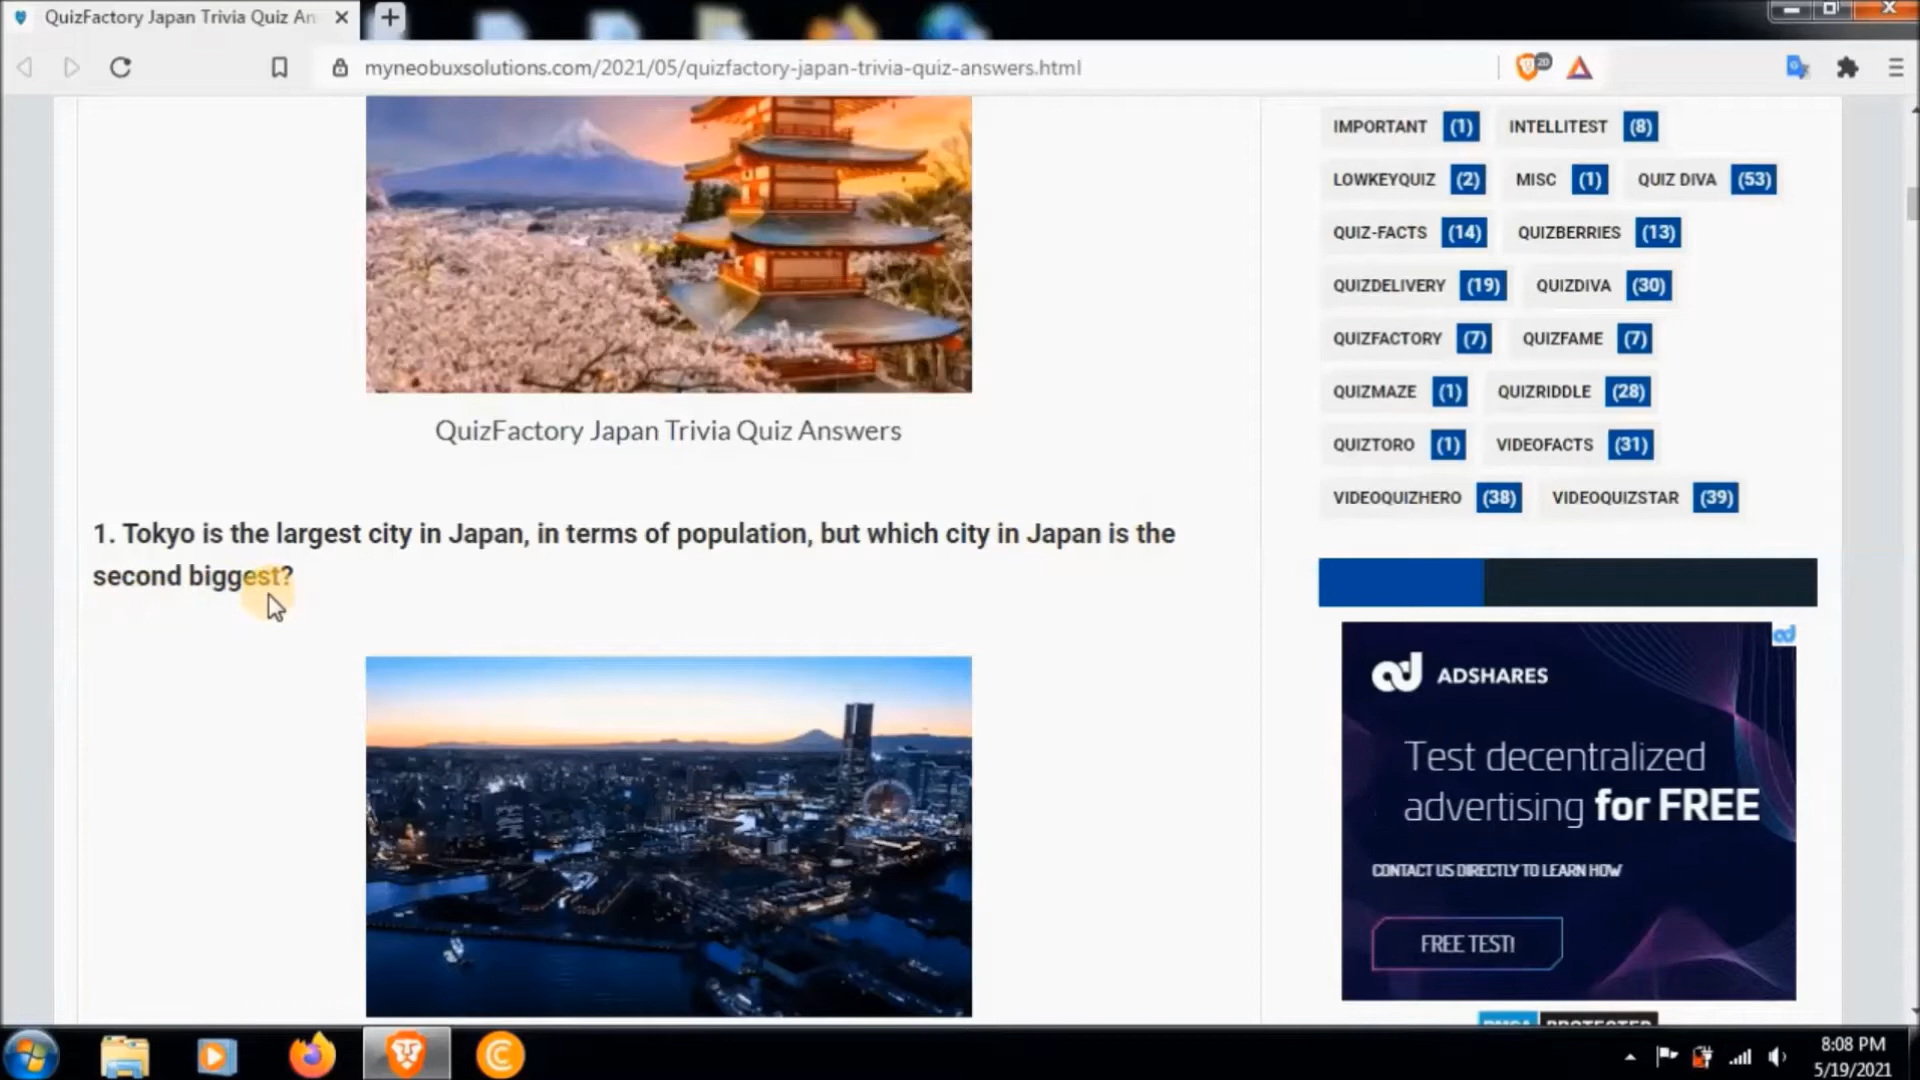 QuizFactory Japan Trivia Quiz An
myneobuxsolutions.com/2021/05/quizfactory-japan-trivia-quiz-answers.html
20
IMPORTANT (1) INTELLITEST (8)
LOWKEYQUIZ (2) MISC (1) QUIZ DIVA (53)
QUIZ-FACTS (14) QUIZBERRIES (13)
QUIZDELIVERY (19) QUIZDIVA (30)
QUIZFACTORY (7) QUIZFAME (7)
QUIZMAZE (1) QUIZRIDDLE (28)
QUIZTORO (1) VIDEOFACTS (31)
VIDEOQUIZHERO (38) VIDEOQUIZSTAR (39)
QuizFactory Japan Trivia Quiz Answers
1. Tokyo is the largest city in Japan, in terms of population, but which city in Japan is the
second biggest?
ADSHARES
Test decentralized
advertising for FREE
CONTACT US DIRECTLY TO LEARN HOW
FREE TEST!
8:08 PM
5/19/2021